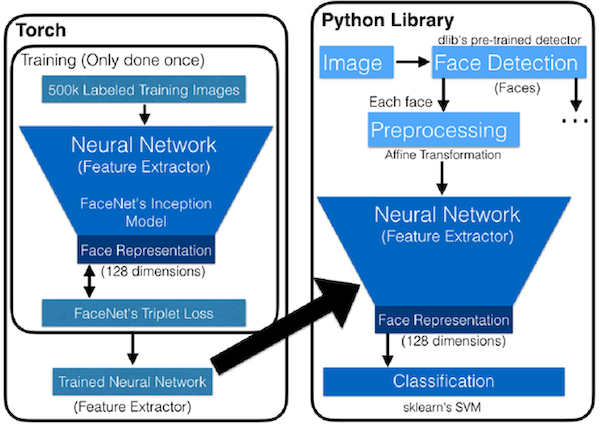 Torch
Training (Only done once)
500k Labeled Training Images
Neural Network
(Feature Extractor)
FaceNet's Inception
Model
Face Representation
(128 dimensions)
FaceNet's Triplet Loss
Trained Neural Network
(Feature Extractor)
Python Library
dlib's pre-trained detector
Image
Face Detection
(Faces)
Each face
...
Preprocessing
Affine Transformation
Neural Network
(Feature Extractor)
Face Representation
(128 dimensions)
Classification
sklearn's SVM